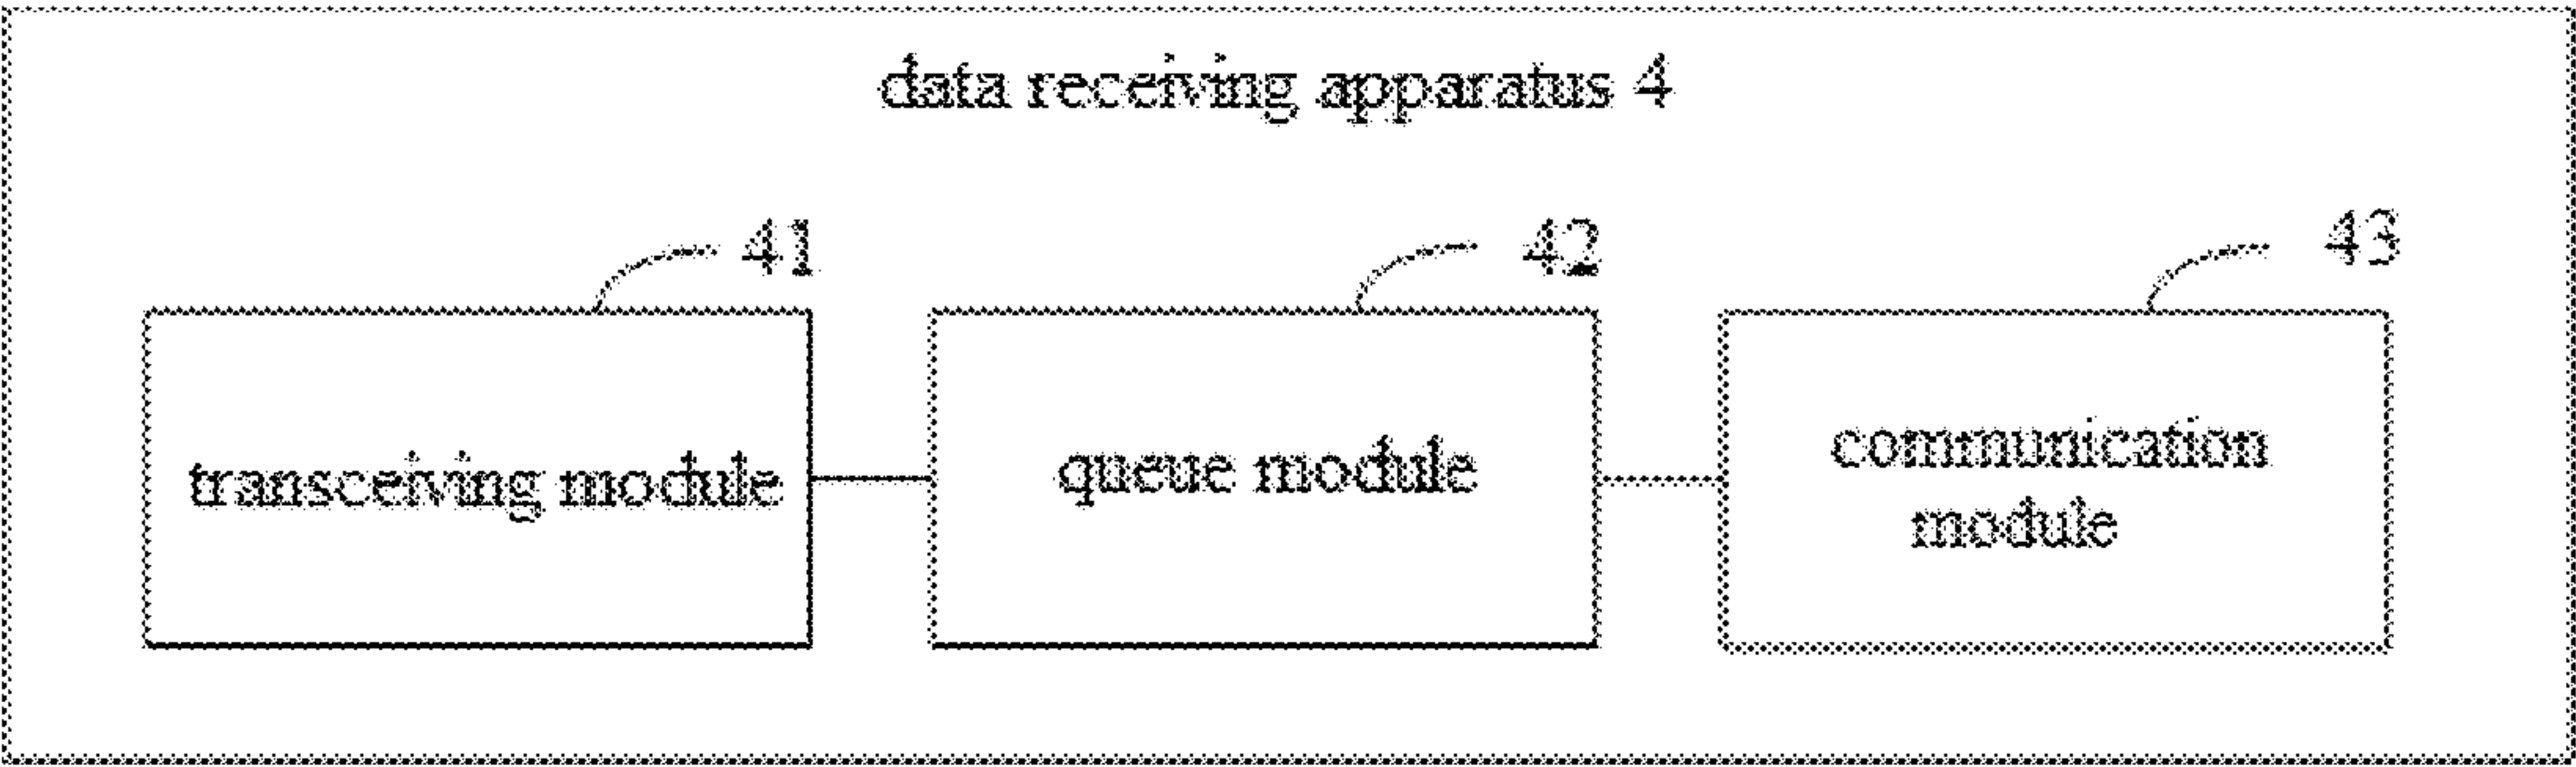 data receiving apparatus 4
41
42
43
transceiving module
queue module
communication
module